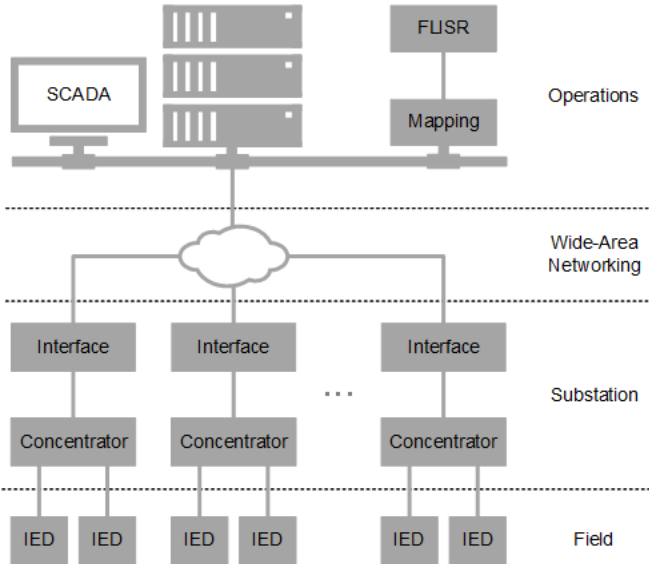 FLISR
SCADA
Operations
Mapping
Wide-Area
Networking
Interface Interface Interface
...
Substation
Concentrator Concentrator Concentrator
IED IED IED IED IED IED Field